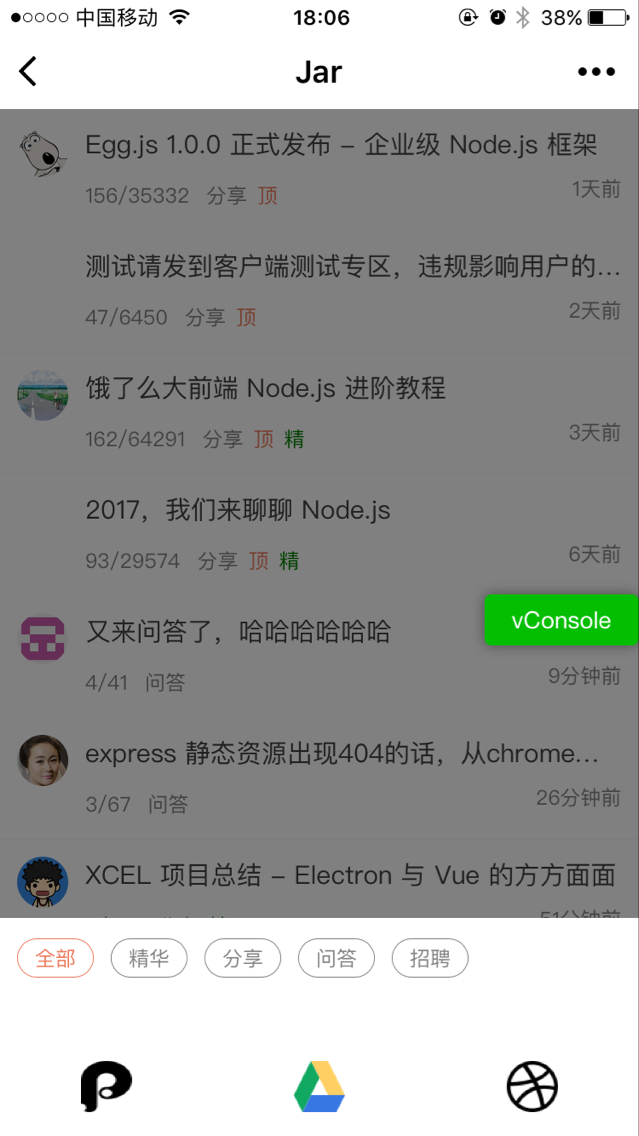 中国移动 18:06 38%
Jar
Egg.js 1.0.0 正式发布 – 企业级 Node.js 框架
156/35332 分享 顶 1天前
测试请发到客户端测试专区，违规影响用户的…
47/6450 分享 顶 2天前
饿了么大前端 Node.js 进阶教程
162/64291 分享 顶 精 3天前
2017，我们来聊聊 Node.js
93/29574 分享 顶 精 6天前
vConsole
又来问答了，哈哈哈哈哈哈
4/41 问答 9分钟前
express 静态资源出现404的话，从chrome…
3/67 问答 26分钟前
XCEL 项目总结 – Electron 与 Vue 的方方面面
51分钟前
全部 精华 分享 问答 招聘